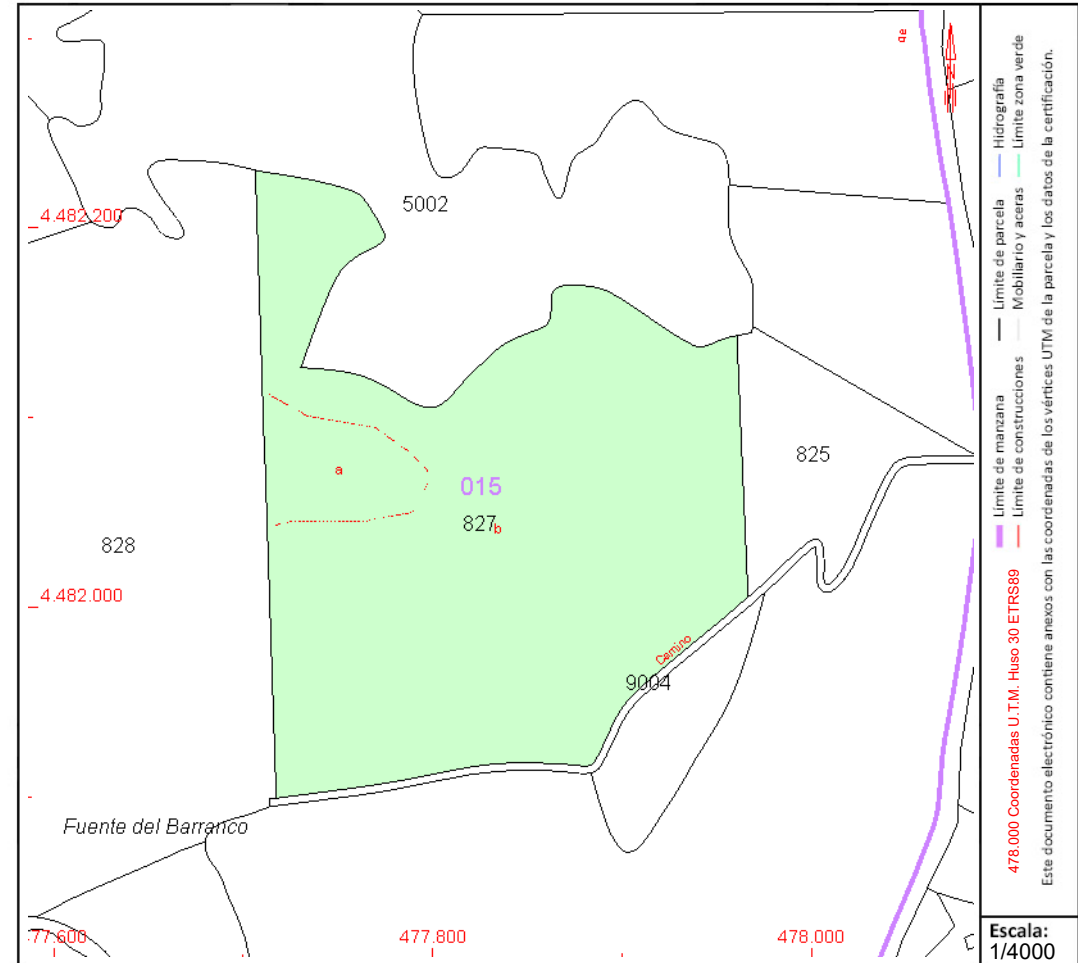 ae
5002
4.482.200
825
a
015
827
b
828
4.482.000
Camino
9004
Fuente del Barranco
77.600
477.800
478.000
N
Límite de manzana
Límite de parcela
Hidrografía
Límite de construcciones
Mobiliario y aceras
Límite zona verde
478.000 Coordenadas U.T.M. Huso 30 ETRS89
Este documento electrónico contiene anexos con las coordenadas de los vértices UTM de la parcela y los datos de la certificación.
Escala:
1/4000